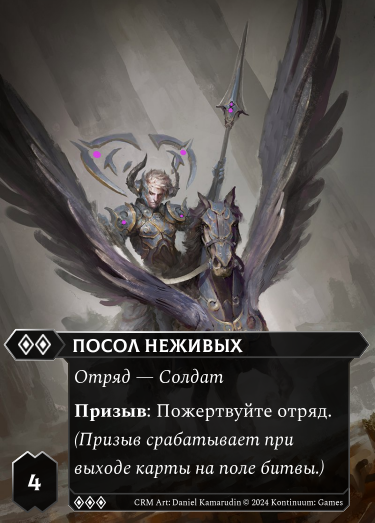 ПОСОЛ НЕЖИВЫХ
Отряд — Солдат
Призыв: Пожертвуйте отряд.
(Призыв срабатывает при
выходе карты на поле битвы.)
4
CRM Art: Daniel Kamarudin © 2024 Kontinuum: Games